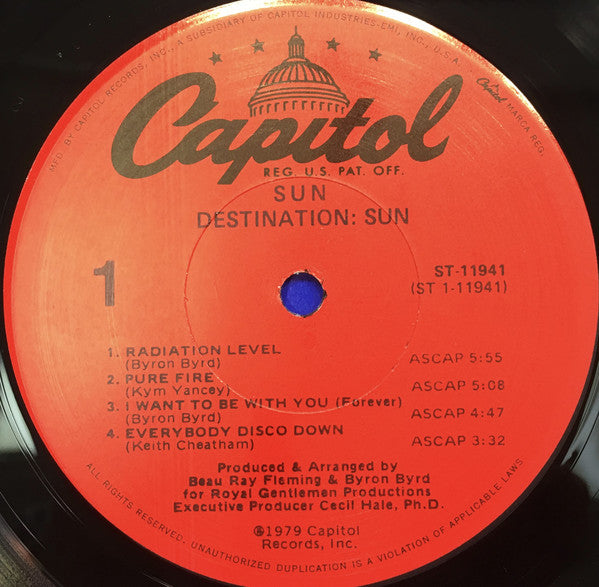 MFD. BY CAPITOL RECORDS, INC., A SUBSIDIARY OF CAPITOL INDUSTRIES-EMI, INC., U.S.A.
Capitol MARCA REG.
Capitol
REG. U.S. PAT. OFF.
SUN
DESTINATION: SUN
1
ST-11941
(ST 1-11941)
1. RADIATION LEVEL
(Byron Byrd) ASCAP 5:55
2. PURE FIRE
(Kym Yancey) ASCAP 5:08
3. I WANT TO BE WITH YOU (Forever)
(Byron Byrd) ASCAP 4:47
4. EVERYBODY DISCO DOWN
(Keith Cheatham) ASCAP 3:32
Produced & Arranged by
Beau Ray Fleming & Byron Byrd
for Royal Gentlemen Productions
Executive Producer Cecil Hale, Ph.D.
℗1979 Capitol
Records, Inc.
ALL RIGHTS RESERVED. UNAUTHORIZED DUPLICATION IS A VIOLATION OF APPLICABLE LAWS